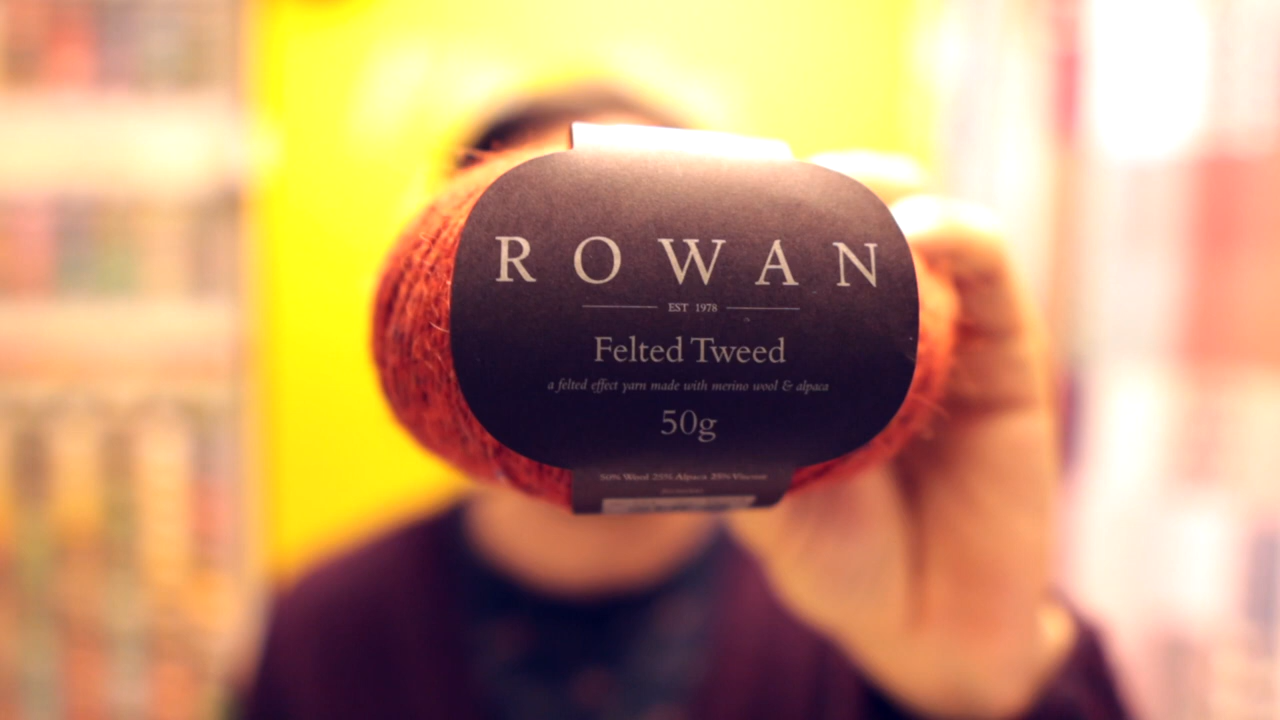 ROWAN
EST 1978
Felted Tweed
a felted effect yarn made with merino wool & alpaca
50g
50% Wool 25% Alpaca 25% Viscose